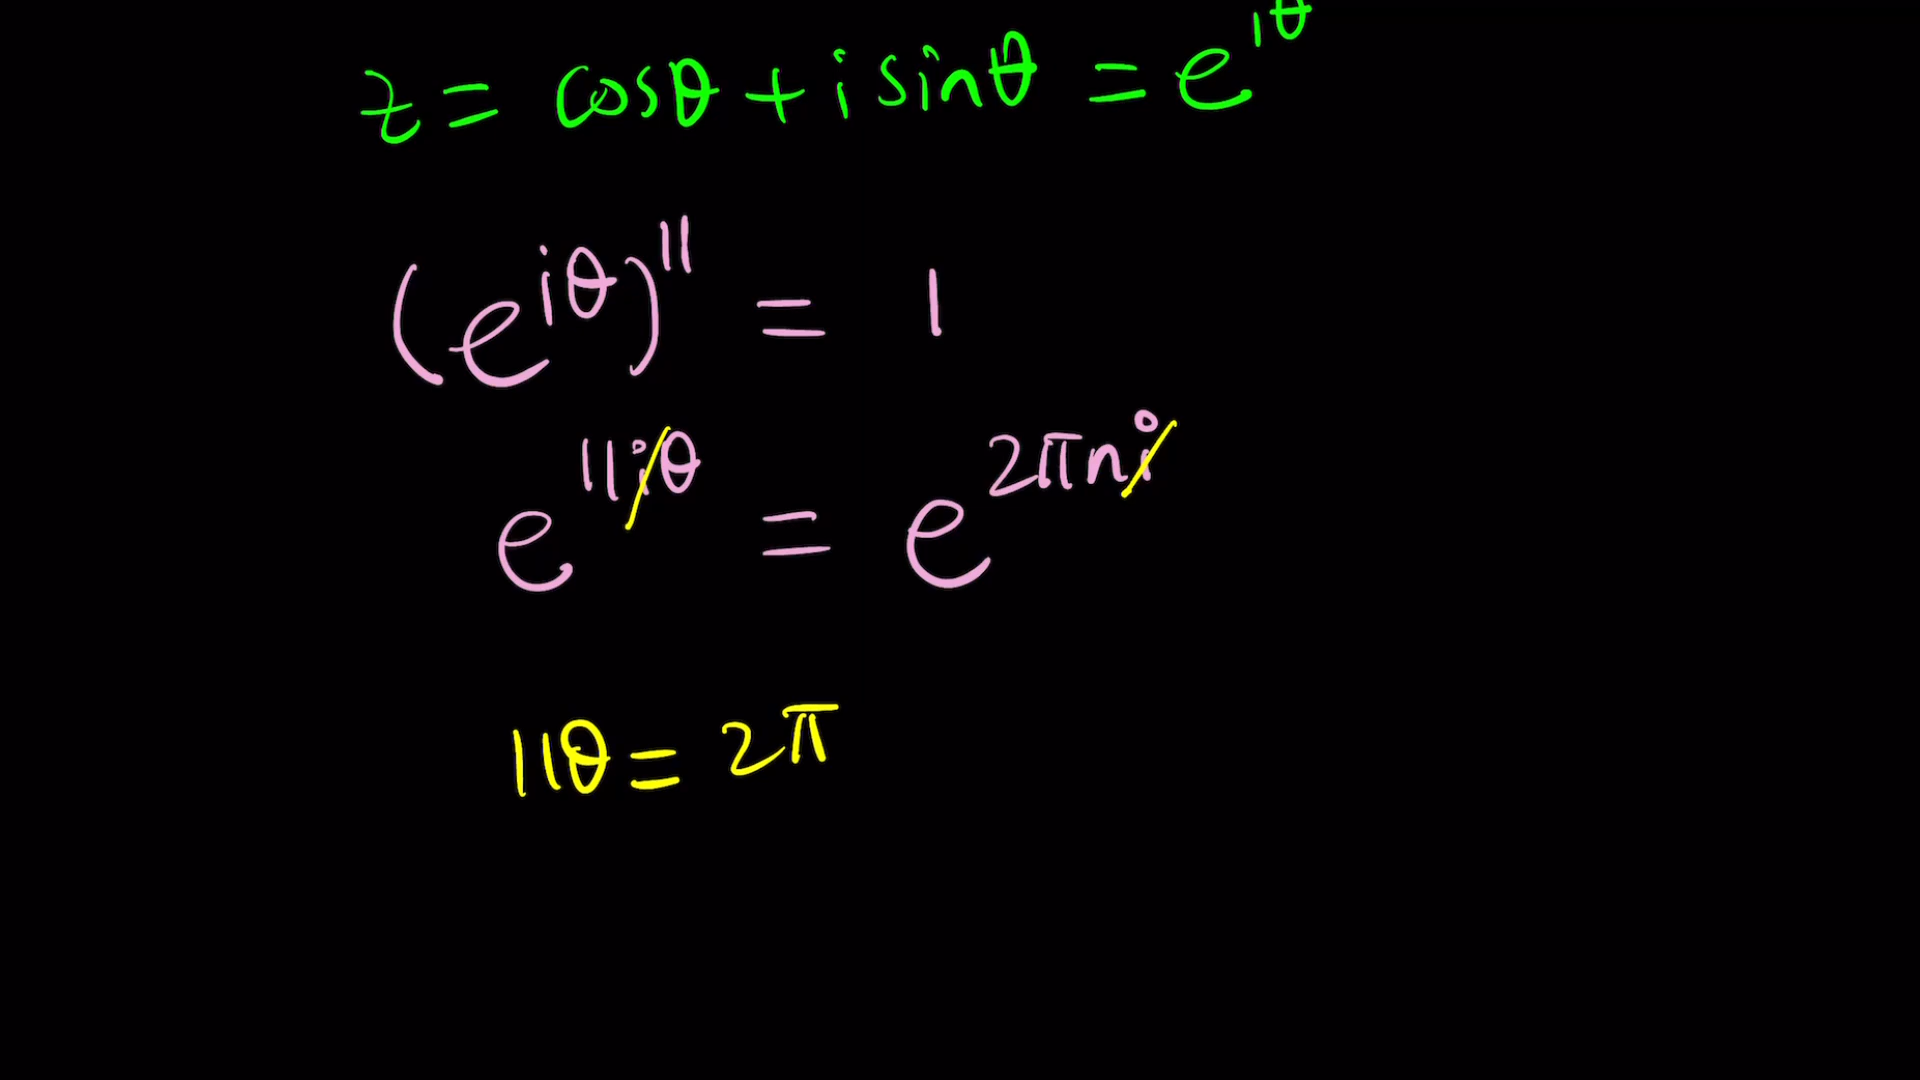 z = cosθ + i sinθ = e^iθ
(e^iθ)^11 = 1
e^11iθ = e^2πni
11θ = 2π